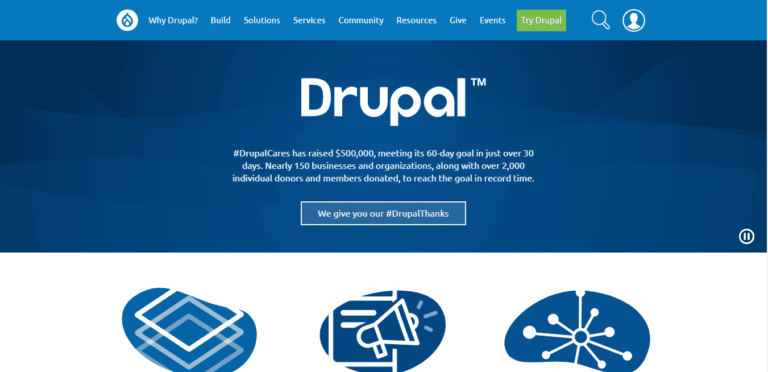 Why Drupal? Build Solutions Services Community Resources Give Events Try Drupal
Drupal™
#DrupalCares has raised $500,000, meeting its 60-day goal in just over 30
days. Nearly 150 businesses and organizations, along with over 2,000
individual donors and members donated, to reach the goal in record time.
We give you our #DrupalThanks